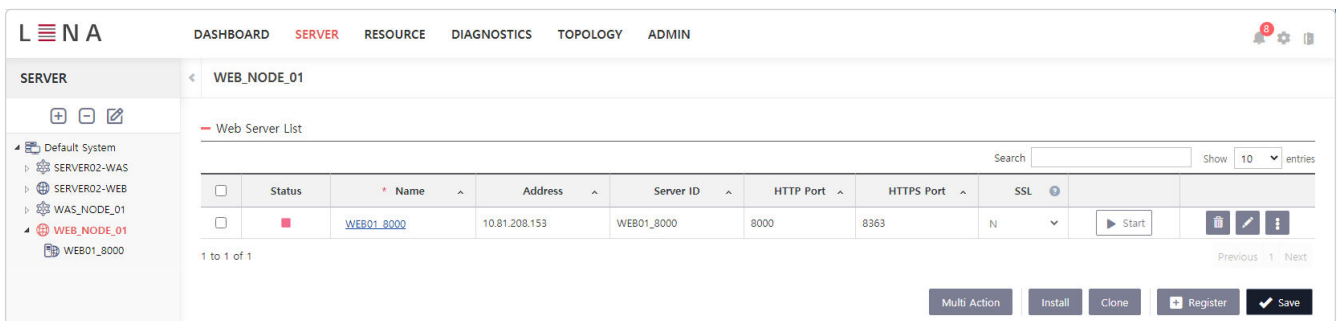 LENA
DASHBOARD SERVER RESOURCE DIAGNOSTICS TOPOLOGY ADMIN
8
SERVER
WEB_NODE_01
Default System
SERVER02-WAS
SERVER02-WEB
WAS_NODE_01
WEB_NODE_01
WEB01_8000
Web Server List
Search
Show 10 entries
Status * Name Address Server ID HTTP Port HTTPS Port SSL ?
WEB01_8000 10.81.208.153 WEB01_8000 8000 8363 N Start
1 to 1 of 1
Previous 1 Next
Multi Action Install Clone Register Save